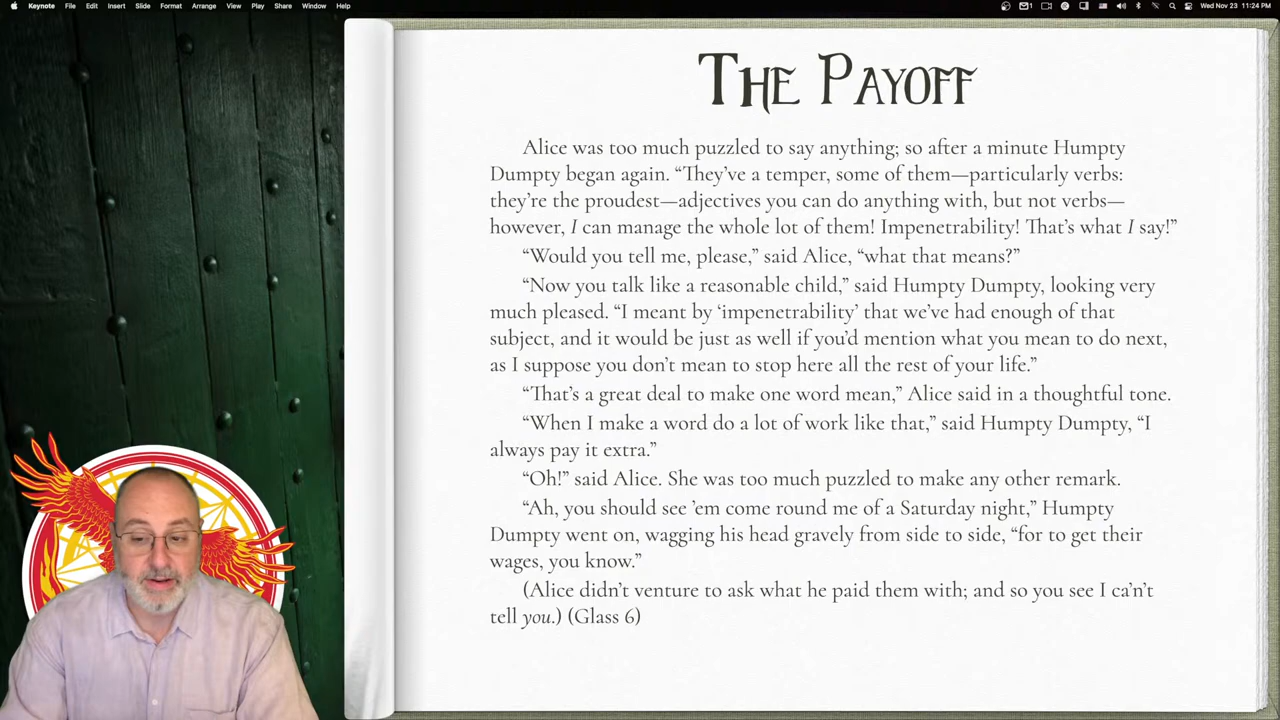 Keynote File Edit Insert Slide Format Arrange View Play Share Window Help 1 Wed Nov 23 11:24 PM
The Payoff
Alice was too much puzzled to say anything; so after a minute Humpty
Dumpty began again. “They’ve a temper, some of them—particularly verbs:
they’re the proudest—adjectives you can do anything with, but not verbs—
however, I can manage the whole lot of them! Impenetrability! That’s what I say!”
“Would you tell me, please,” said Alice, “what that means?”
“Now you talk like a reasonable child,” said Humpty Dumpty, looking very
much pleased. “I meant by ‘impenetrability’ that we’ve had enough of that
subject, and it would be just as well if you’d mention what you mean to do next,
as I suppose you don’t mean to stop here all the rest of your life.”
“That’s a great deal to make one word mean,” Alice said in a thoughtful tone.
“When I make a word do a lot of work like that,” said Humpty Dumpty, “I
always pay it extra.”
“Oh!” said Alice. She was too much puzzled to make any other remark.
“Ah, you should see ’em come round me of a Saturday night,” Humpty
Dumpty went on, wagging his head gravely from side to side, “for to get their
wages, you know.”
(Alice didn’t venture to ask what he paid them with; and so you see I ca’n’t
tell you.) (Glass 6)